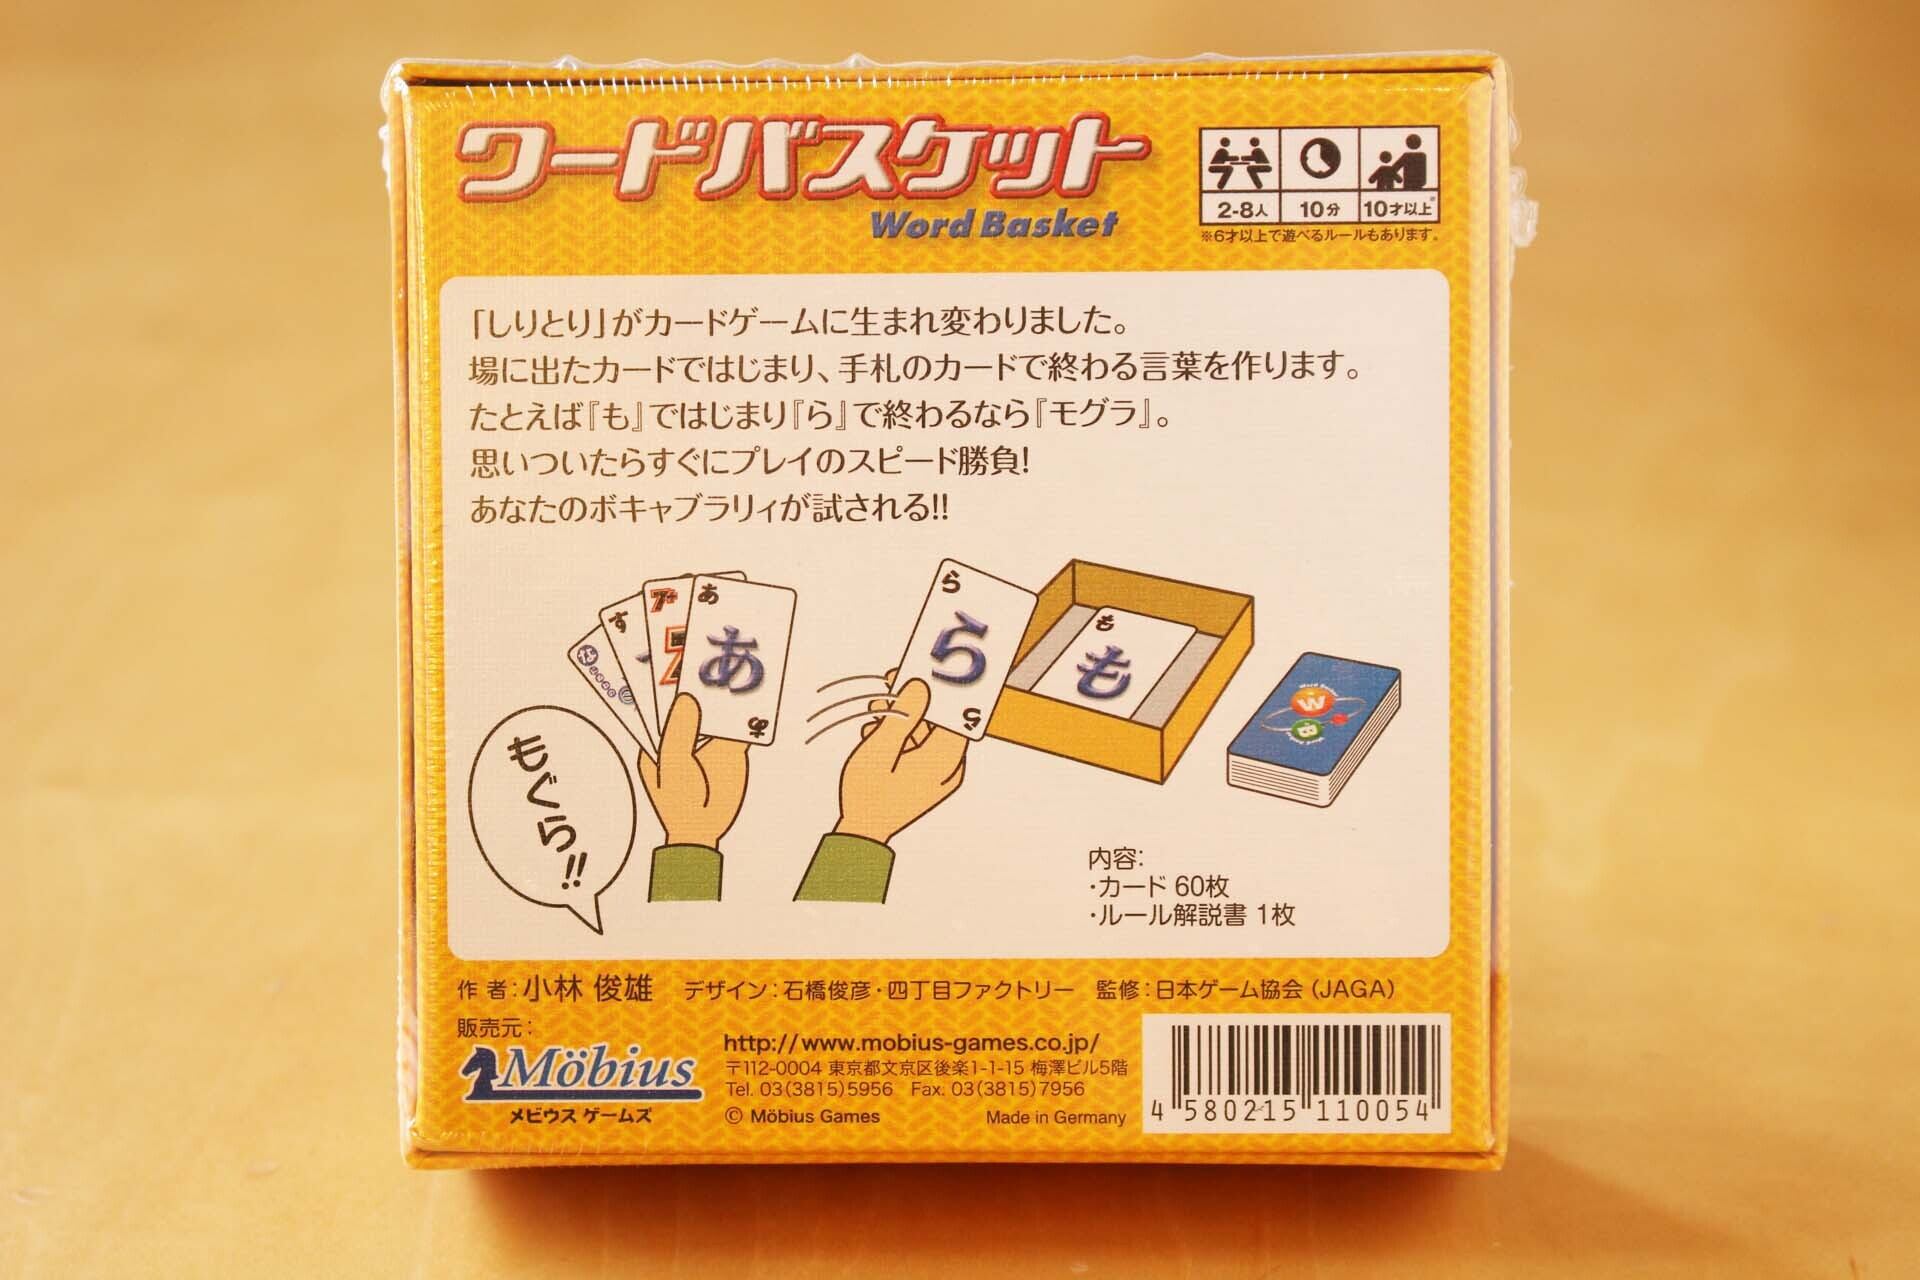 ワードバスケット
Word Basket
2-8人 10分 10才以上※
※6才以上で遊べるルールもあります。
「しりとり」がカードゲームに生まれ変わりました。
場に出たカードではじまり、手札のカードで終わる言葉を作ります。
たとえば『も』ではじまり『ら』で終わるなら『モグラ』。
思いついたらすぐにプレイのスピード勝負!
あなたのボキャブラリィが試される!!
す
7+
あ
あ
あ
ら
ら
ら
も
も
Word Basket
W
B
もぐら!!
内容:
・カード 60枚
・ルール解説書 1枚
作 者:小林 俊雄 デザイン:石橋俊彦・四丁目ファクトリー 監修:日本ゲーム協会(JAGA)
販売元:
Möbius
メビウス ゲームズ
http://www.mobius-games.co.jp/
〒112-0004 東京都文京区後楽1-1-15 梅澤ビル5階
Tel. 03(3815)5956 Fax. 03(3815)7956
© Möbius Games Made in Germany
4 580215 110054